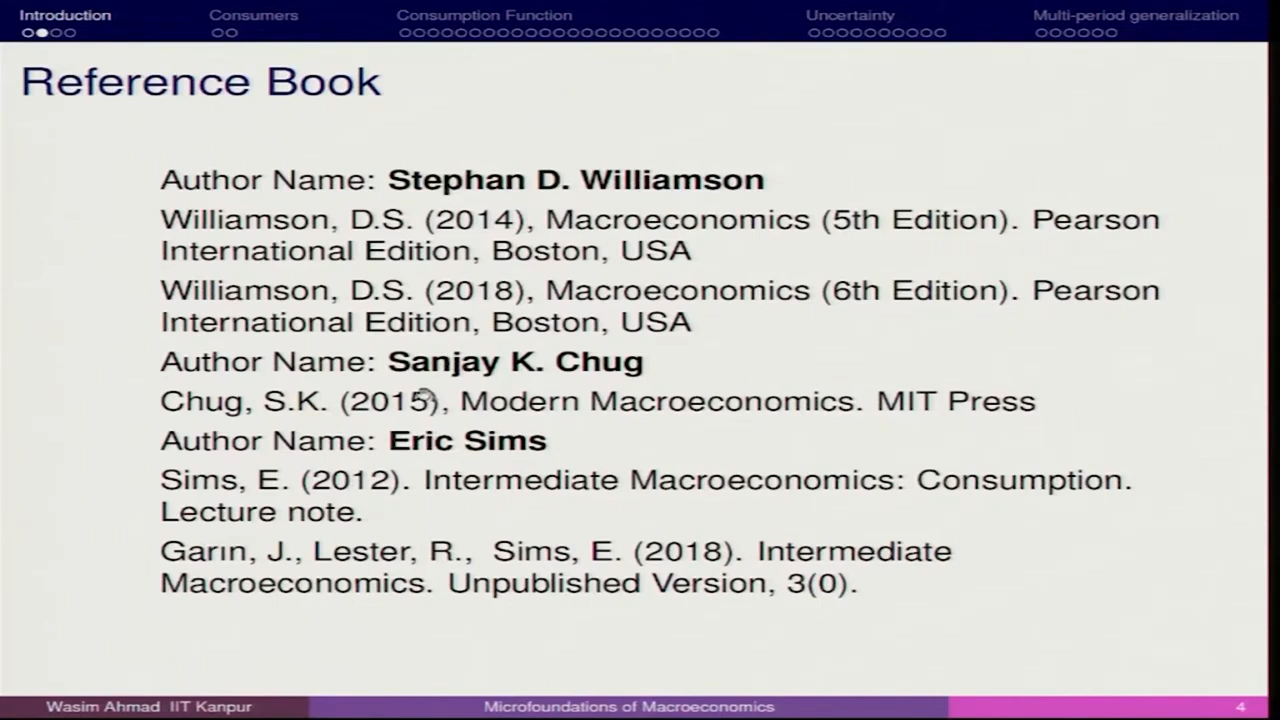 Introduction Consumers Consumption Function Uncertainty Multi-period generalization
Reference Book
Author Name: Stephan D. Williamson
Williamson, D.S. (2014), Macroeconomics (5th Edition). Pearson
International Edition, Boston, USA
Williamson, D.S. (2018), Macroeconomics (6th Edition). Pearson
International Edition, Boston, USA
Author Name: Sanjay K. Chug
Chug, S.K. (2015), Modern Macroeconomics. MIT Press
Author Name: Eric Sims
Sims, E. (2012). Intermediate Macroeconomics: Consumption.
Lecture note.
Garın, J., Lester, R., Sims, E. (2018). Intermediate
Macroeconomics. Unpublished Version, 3(0).
Wasim Ahmad IIT Kanpur Microfoundations of Macroeconomics 4